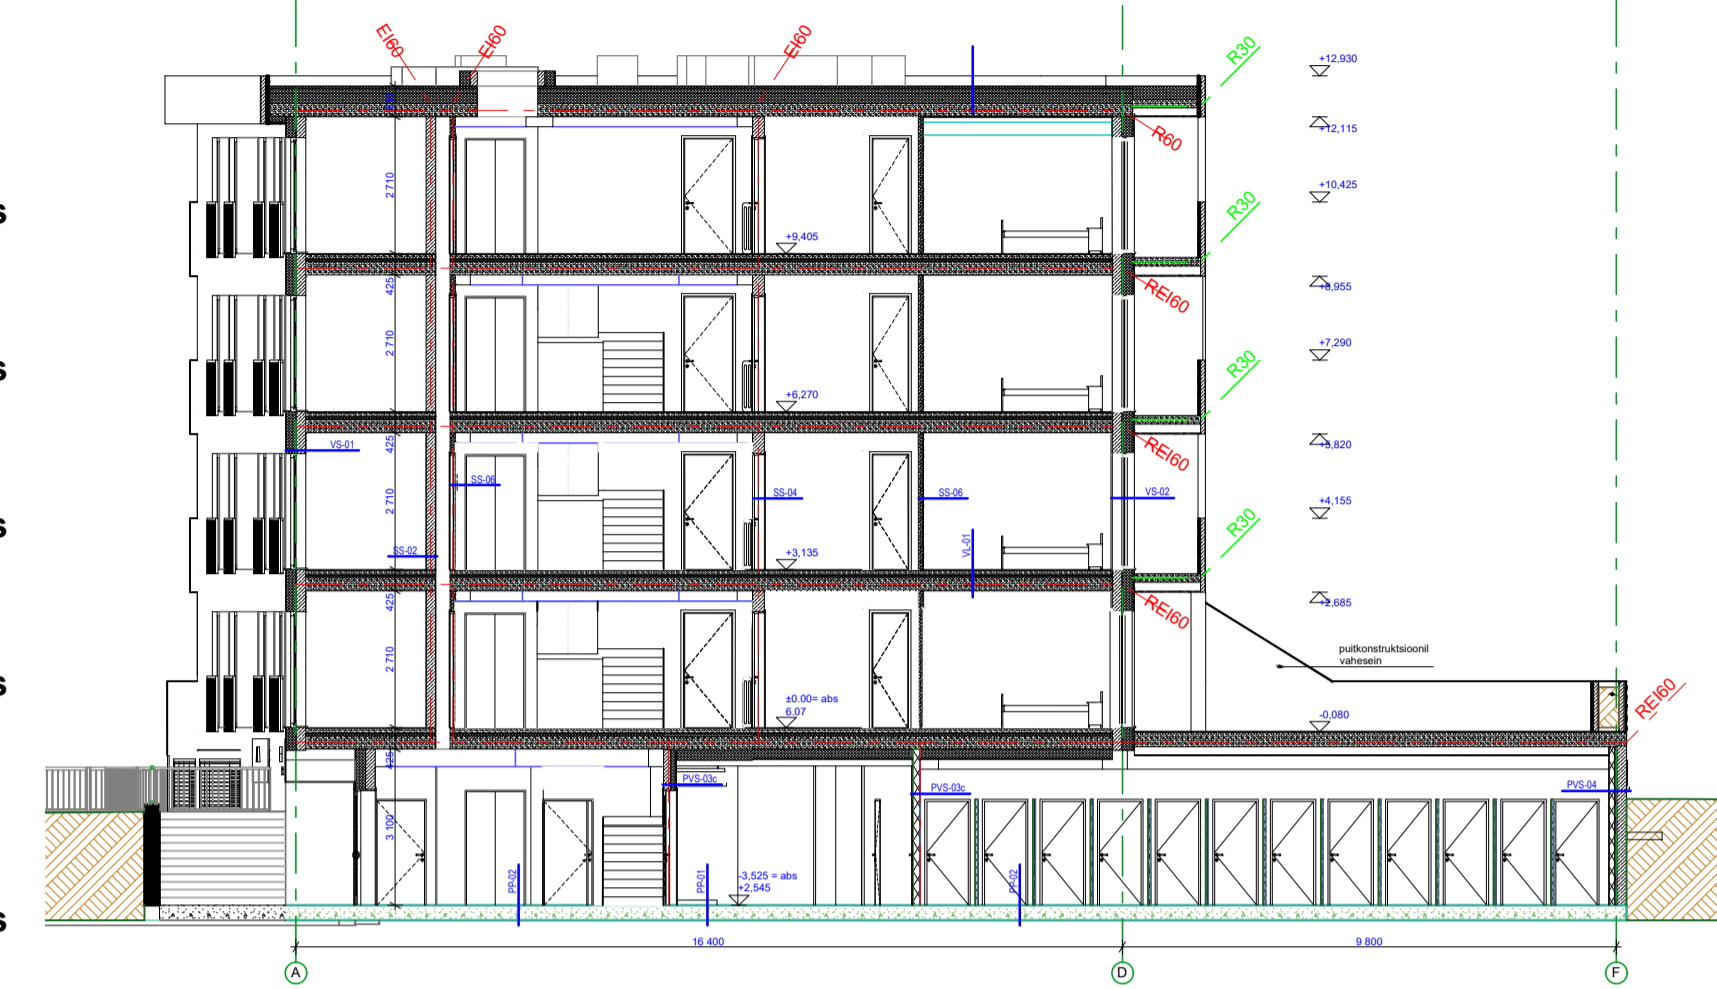 EI60
EI60
EI60
R30
+12,930
R60
+12,115
2 710
+10,425
R30
+9,405
425
REI60
+8,955
2 710
R30
+7,290
+6,270
425
REI60
+5,820
VS-01
SS-06
SS-04
SS-06
VS-02
2 710
+4,155
R30
SS-02
+3,135
VL-01
425
REI60
+2,685
puitkonstruktsioonil
vahesein
2 710
±0.00= abs
6.07
-0,080
REI60
425
PVS-03c
PVS-03c
PVS-04
3 100
PP-02
PP-01
-3,525 = abs
+2,545
PP-02
16 400
9 800
A
D
F
s
s
s
s
s